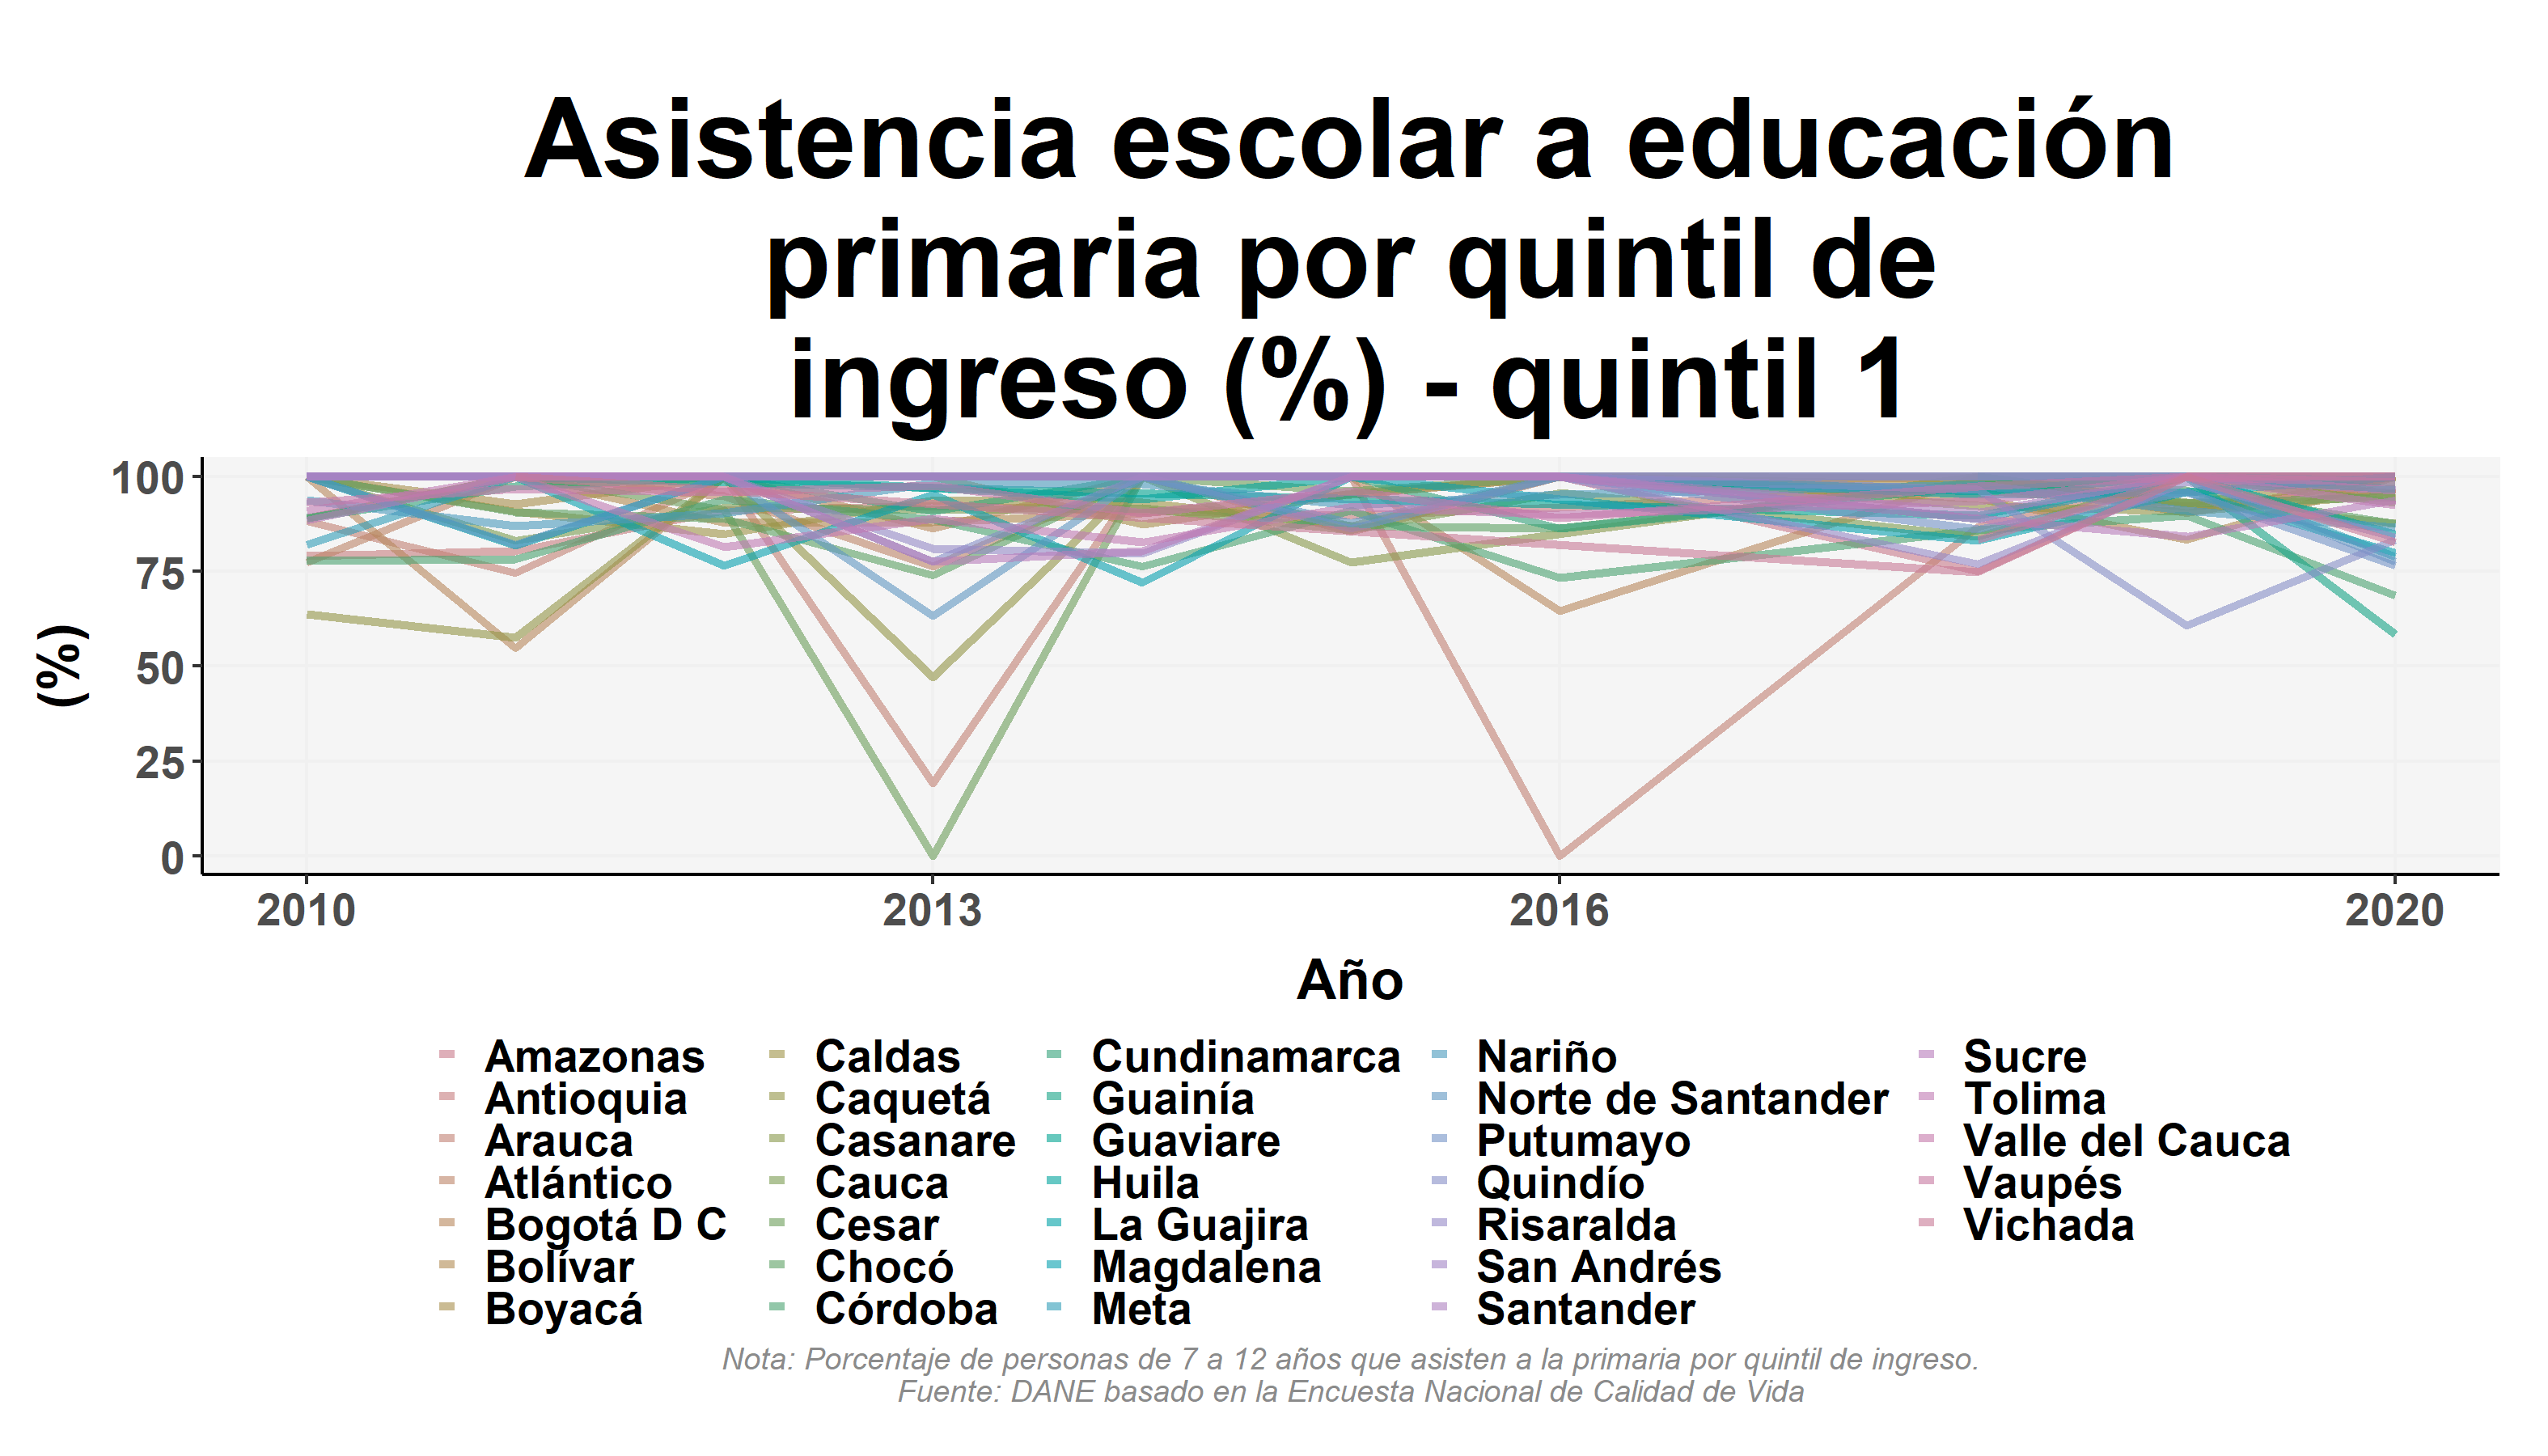 Asistencia escolar a educación
primaria por quintil de
ingreso (%) - quintil 1
(%)
100
75
50
25
0
2010 2013 2016 2020
Año
Amazonas
Antioquia
Arauca
Atlántico
Bogotá D C
Bolívar
Boyacá
Caldas
Caquetá
Casanare
Cauca
Cesar
Chocó
Córdoba
Cundinamarca
Guainía
Guaviare
Huila
La Guajira
Magdalena
Meta
Nariño
Norte de Santander
Putumayo
Quindío
Risaralda
San Andrés
Santander
Sucre
Tolima
Valle del Cauca
Vaupés
Vichada
Nota: Porcentaje de personas de 7 a 12 años que asisten a la primaria por quintil de ingreso.
Fuente: DANE basado en la Encuesta Nacional de Calidad de Vida